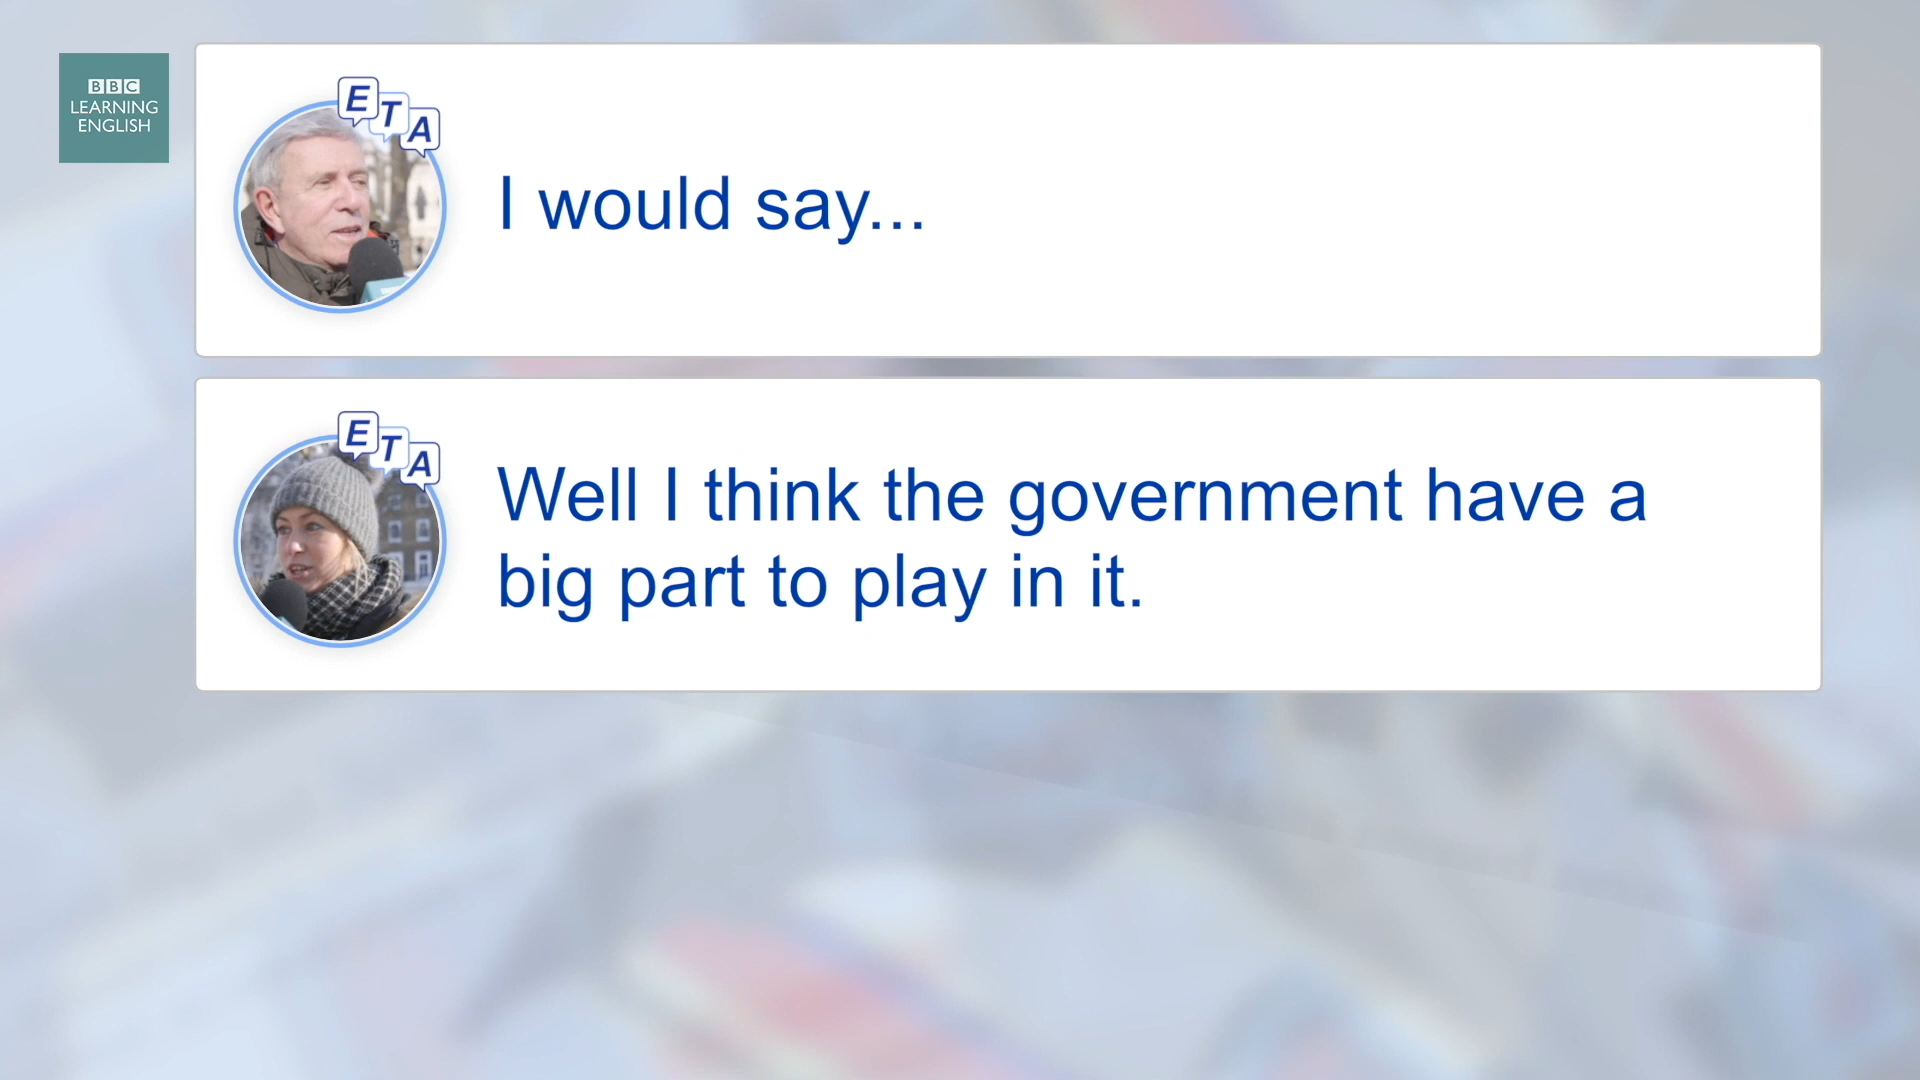 BBC
LEARNING
ENGLISH
ETA
I would say...
ETA
Well I think the government have a
big part to play in it.